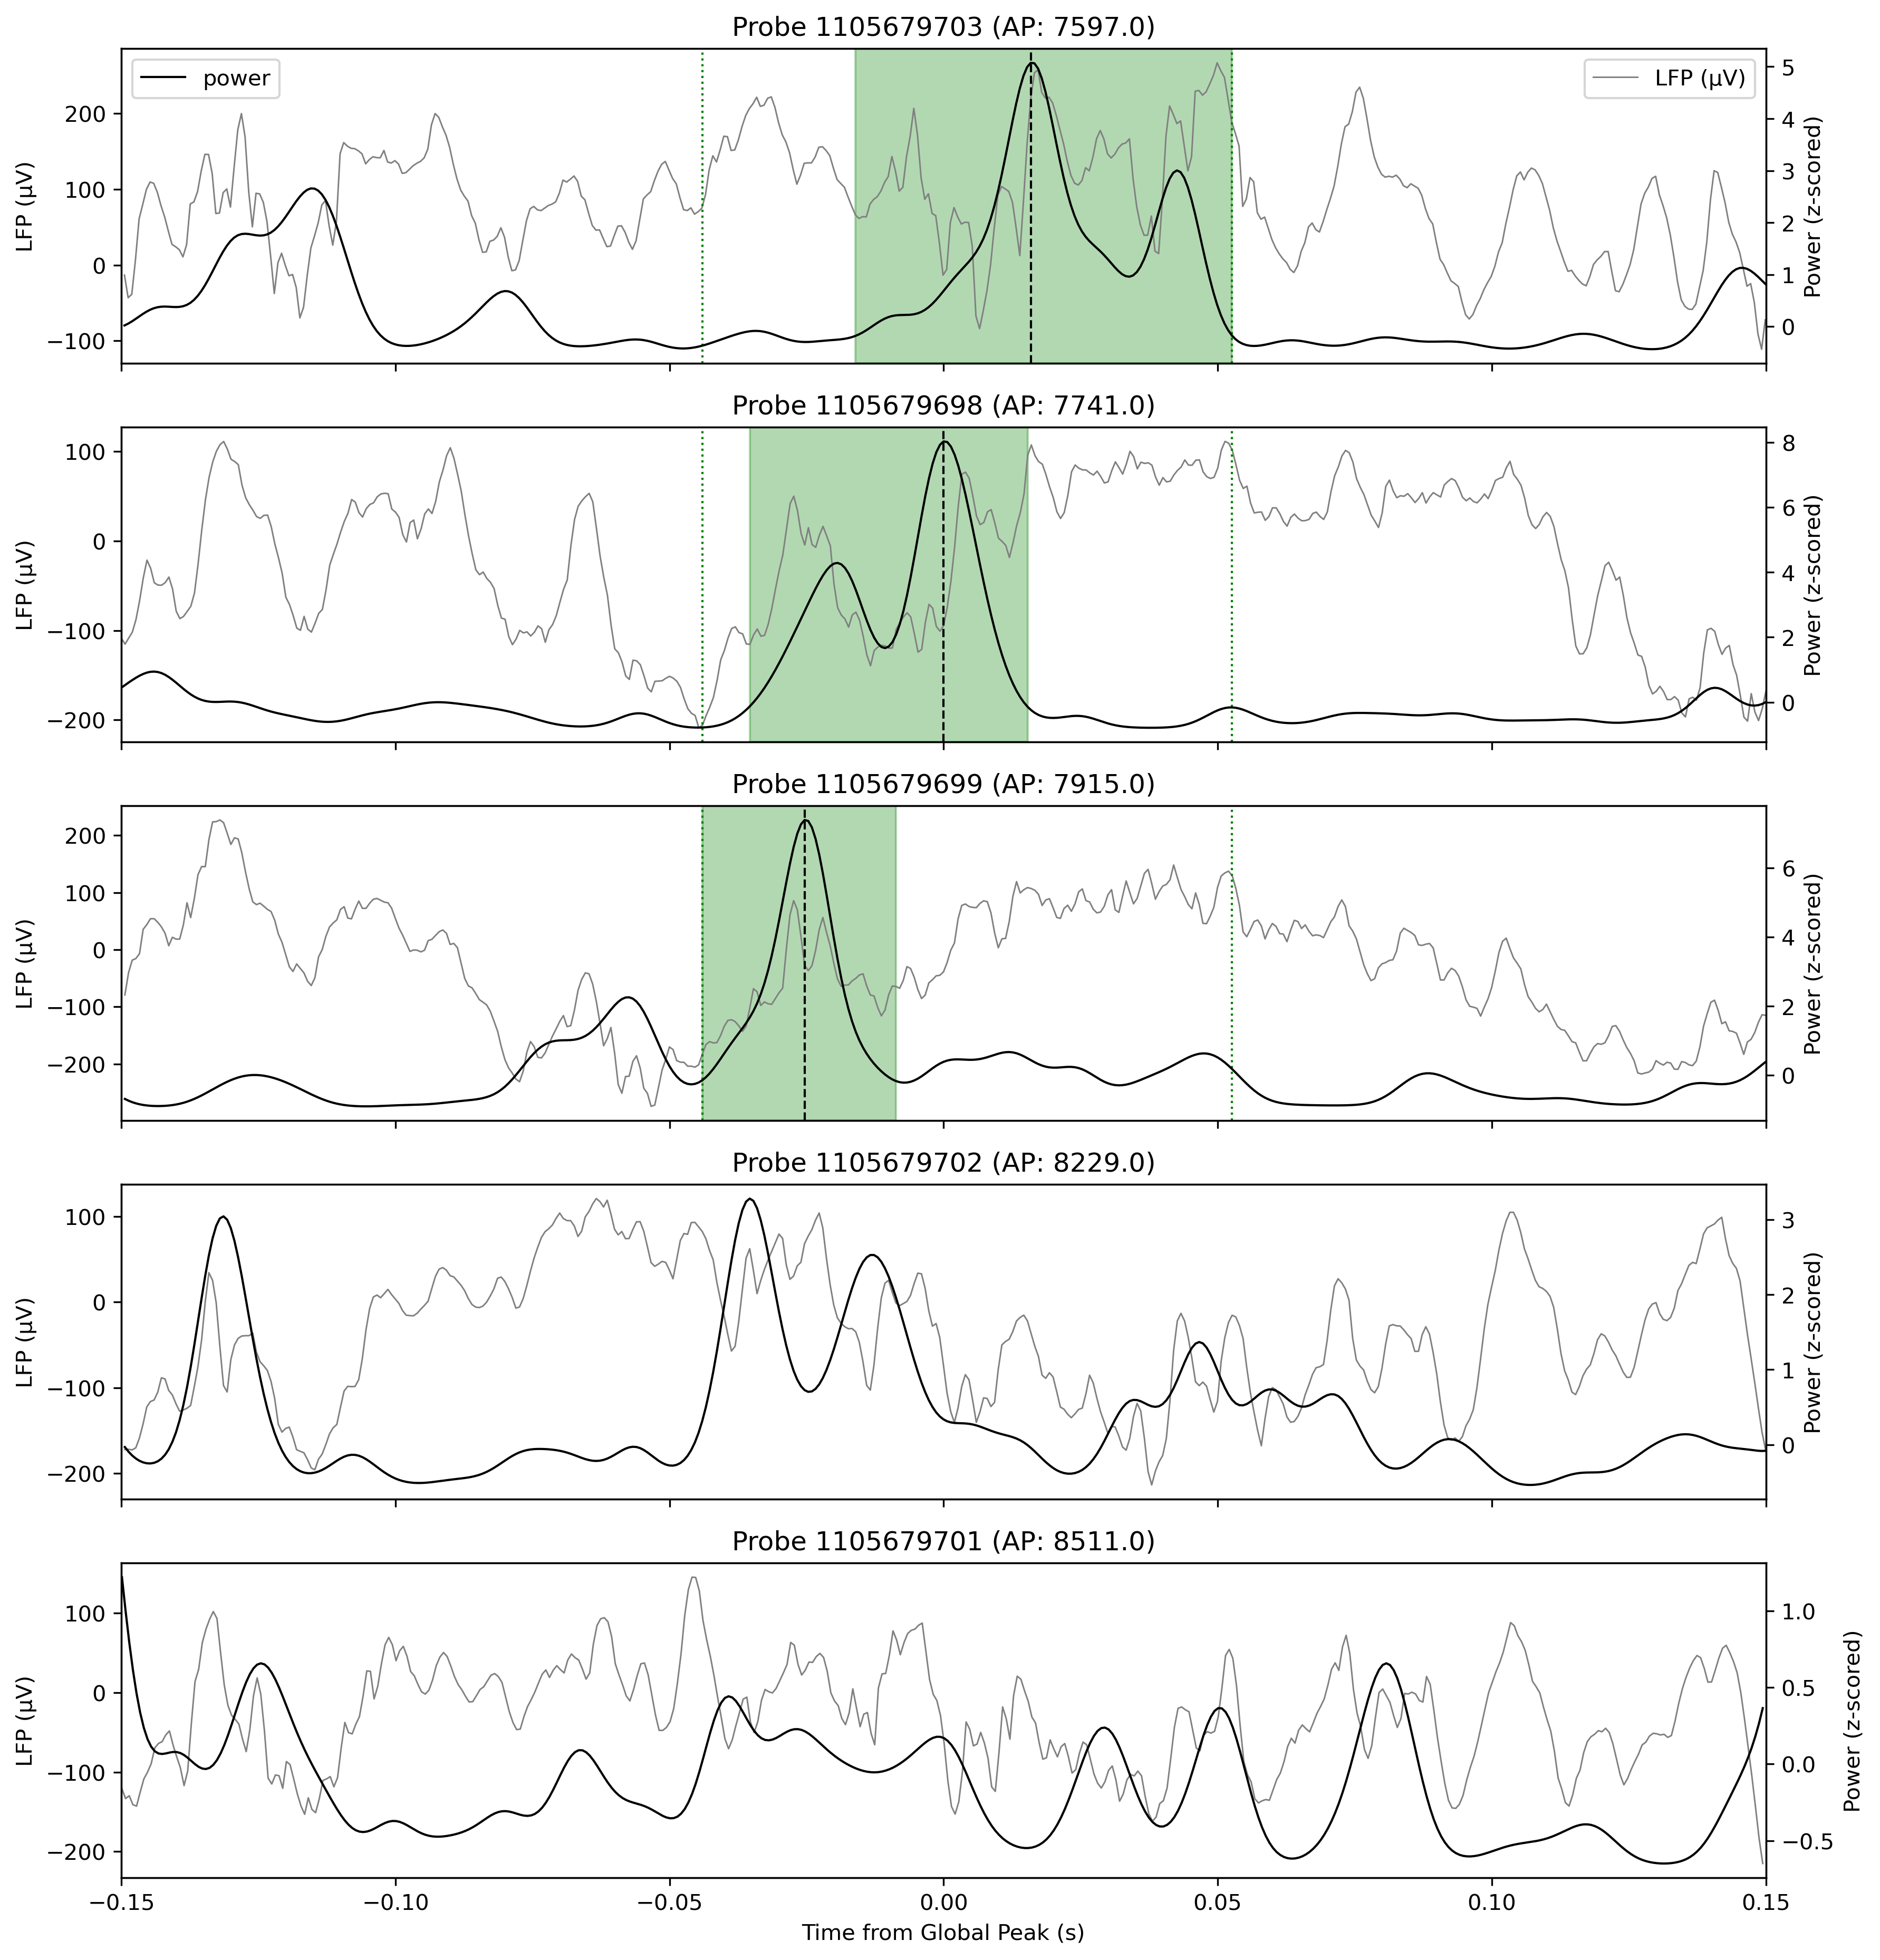 Probe 1105679703 (AP: 7597.0)
power
LFP (µV)
200
100
0
−100
LFP (µV)
5
4
3
2
1
0
Power (z-scored)
Probe 1105679698 (AP: 7741.0)
100
0
−100
−200
LFP (µV)
8
6
4
2
0
Power (z-scored)
Probe 1105679699 (AP: 7915.0)
200
100
0
−100
−200
LFP (µV)
6
4
2
0
Power (z-scored)
Probe 1105679702 (AP: 8229.0)
100
0
−100
−200
LFP (µV)
3
2
1
0
Power (z-scored)
Probe 1105679701 (AP: 8511.0)
100
0
−100
−200
LFP (µV)
1.0
0.5
0.0
−0.5
Power (z-scored)
−0.15 −0.10 −0.05 0.00 0.05 0.10 0.15
Time from Global Peak (s)